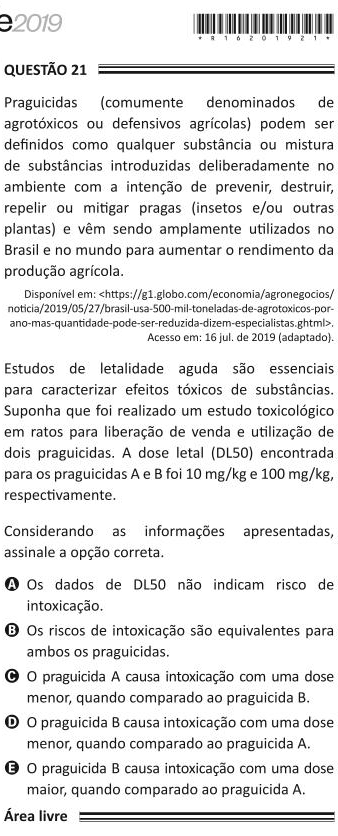 e2019
* R 1 6 2 0 1 9 2 1 *
QUESTÃO 21
Praguicidas (comumente denominados de
agrotóxicos ou defensivos agrícolas) podem ser
definidos como qualquer substância ou mistura
de substâncias introduzidas deliberadamente no
ambiente com a intenção de prevenir, destruir,
repelir ou mitigar pragas (insetos e/ou outras
plantas) e vêm sendo amplamente utilizados no
Brasil e no mundo para aumentar o rendimento da
produção agrícola.
Disponível em: <https://g1.globo.com/economia/agronegocios/
noticia/2019/05/27/brasil-usa-500-mil-toneladas-de-agrotoxicos-por-
ano-mas-quantidade-pode-ser-reduzida-dizem-especialistas.ghtml>.
Acesso em: 16 jul. de 2019 (adaptado).
Estudos de letalidade aguda são essenciais
para caracterizar efeitos tóxicos de substâncias.
Suponha que foi realizado um estudo toxicológico
em ratos para liberação de venda e utilização de
dois praguicidas. A dose letal (DL50) encontrada
para os praguicidas A e B foi 10 mg/kg e 100 mg/kg,
respectivamente.
Considerando as informações apresentadas,
assinale a opção correta.
A Os dados de DL50 não indicam risco de
intoxicação.
B Os riscos de intoxicação são equivalentes para
ambos os praguicidas.
C O praguicida A causa intoxicação com uma dose
menor, quando comparado ao praguicida B.
D O praguicida B causa intoxicação com uma dose
menor, quando comparado ao praguicida A.
E O praguicida B causa intoxicação com uma dose
maior, quando comparado ao praguicida A.
Área livre